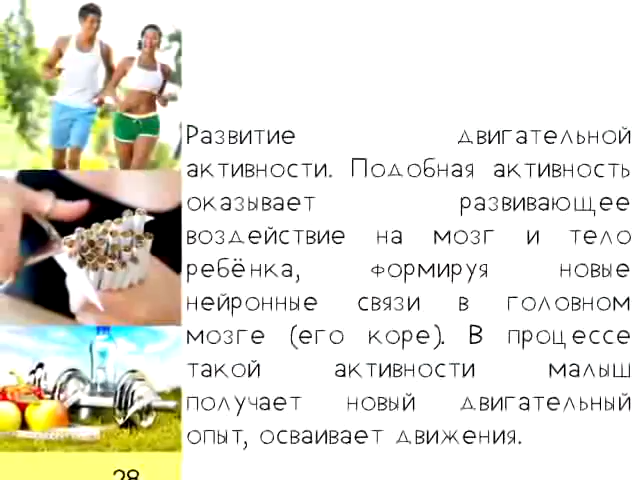 Развитие двигательной
активности. Подобная активность
оказывает развивающее
воздействие на мозг и тело
ребёнка, формируя новые
нейронные связи в головном
мозге (его коре). В процессе
такой активности малыш
получает новый двигательный
опыт, осваивает движения.
28